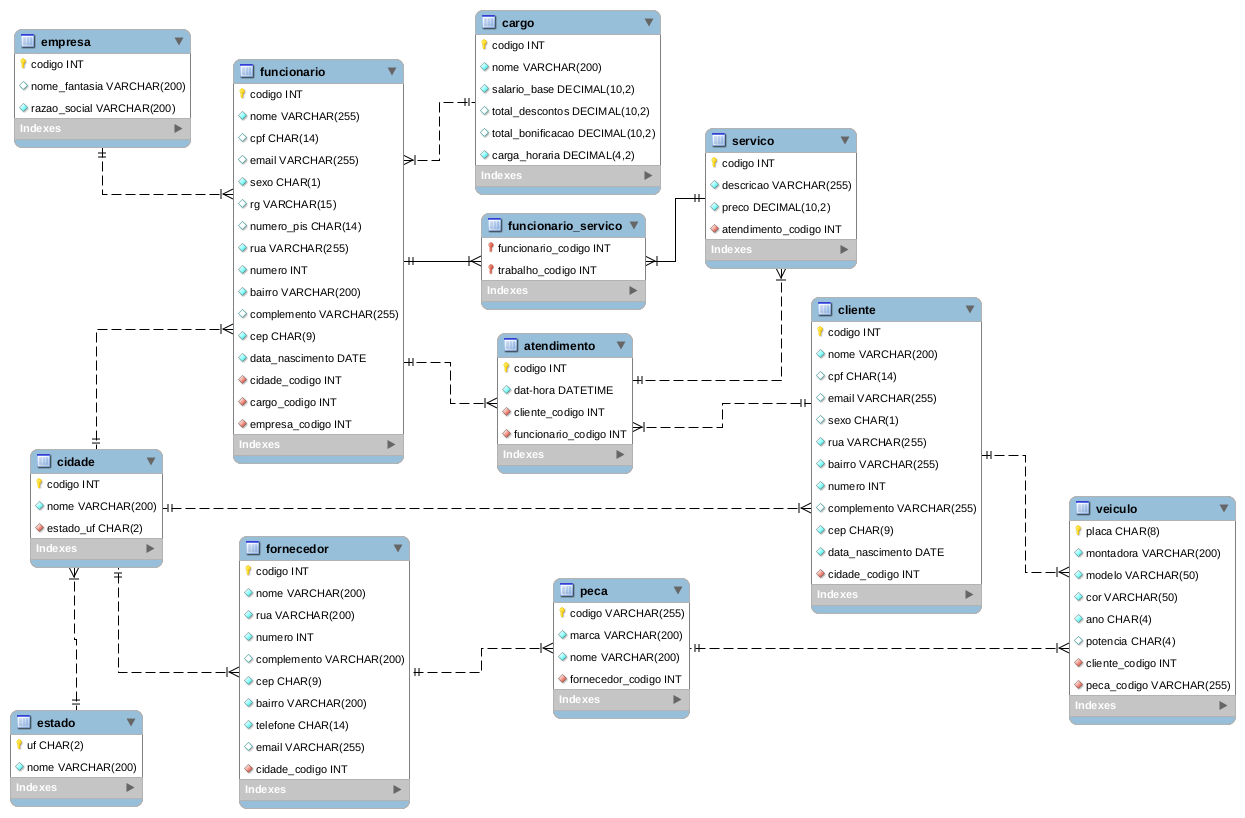 empresa
codigo INT
nome_fantasia VARCHAR(200)
razao_social VARCHAR(200)
Indexes
funcionario
codigo INT
nome VARCHAR(255)
cpf CHAR(14)
email VARCHAR(255)
sexo CHAR(1)
rg VARCHAR(15)
numero_pis CHAR(14)
rua VARCHAR(255)
numero INT
bairro VARCHAR(200)
complemento VARCHAR(255)
cep CHAR(9)
data_nascimento DATE
cidade_codigo INT
cargo_codigo INT
empresa_codigo INT
Indexes
cargo
codigo INT
nome VARCHAR(200)
salario_base DECIMAL(10,2)
total_descontos DECIMAL(10,2)
total_bonificacao DECIMAL(10,2)
carga_horaria DECIMAL(4,2)
Indexes
servico
codigo INT
descricao VARCHAR(255)
preco DECIMAL(10,2)
atendimento_codigo INT
Indexes
funcionario_servico
funcionario_codigo INT
trabalho_codigo INT
Indexes
atendimento
codigo INT
dat-hora DATETIME
cliente_codigo INT
funcionario_codigo INT
Indexes
cliente
codigo INT
nome VARCHAR(200)
cpf CHAR(14)
email VARCHAR(255)
sexo CHAR(1)
rua VARCHAR(255)
bairro VARCHAR(255)
numero INT
complemento VARCHAR(255)
cep CHAR(9)
data_nascimento DATE
cidade_codigo INT
Indexes
cidade
codigo INT
nome VARCHAR(200)
estado_uf CHAR(2)
Indexes
fornecedor
codigo INT
nome VARCHAR(200)
rua VARCHAR(200)
numero INT
complemento VARCHAR(200)
cep CHAR(9)
bairro VARCHAR(200)
telefone CHAR(14)
email VARCHAR(255)
cidade_codigo INT
Indexes
peca
codigo VARCHAR(255)
marca VARCHAR(200)
nome VARCHAR(200)
fornecedor_codigo INT
Indexes
veiculo
placa CHAR(8)
montadora VARCHAR(200)
modelo VARCHAR(50)
cor VARCHAR(50)
ano CHAR(4)
potencia CHAR(4)
cliente_codigo INT
peca_codigo VARCHAR(255)
Indexes
estado
uf CHAR(2)
nome VARCHAR(200)
Indexes